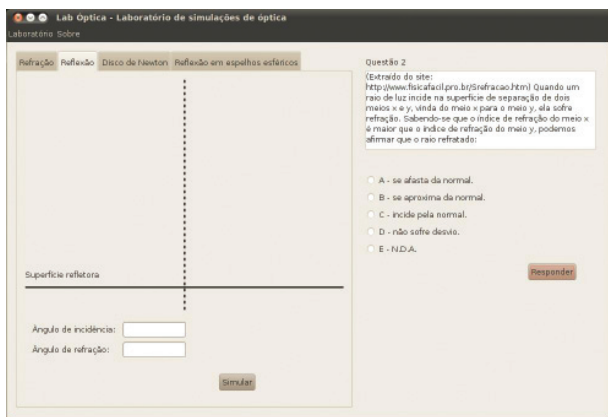 Lab Óptica - Laboratório de simulações de óptica
Laboratório Sobre
Refração Reflexão Disco de Newton Reflexão em espelhos esféricos
Superfície refletora
Ângulo de incidência:
Ângulo de refração:
Simular
Questão 2
(Extraído do site:
http://www.fisicafacil.pro.br/Srefracao.htm) Quando um
raio de luz incide na superfície de separação de dois
meios x e y, vinda do meio x para o meio y, ela sofre
refração. Sabendo-se que o índice de refração do meio x
é maior que o índice de refração do meio y, podemos
afirmar que o raio refratado:
A - se afasta da normal.
B - se aproxima da normal.
C - incide pela normal.
D - não sofre desvio.
E - N.D.A.
Responder